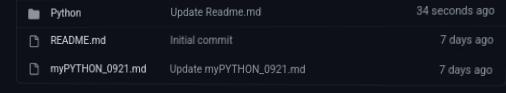 Python Update Readme.md 34 seconds ago
README.md Initial commit 7 days ago
myPYTHON_0921.md Update myPYTHON_0921.md 7 days ago